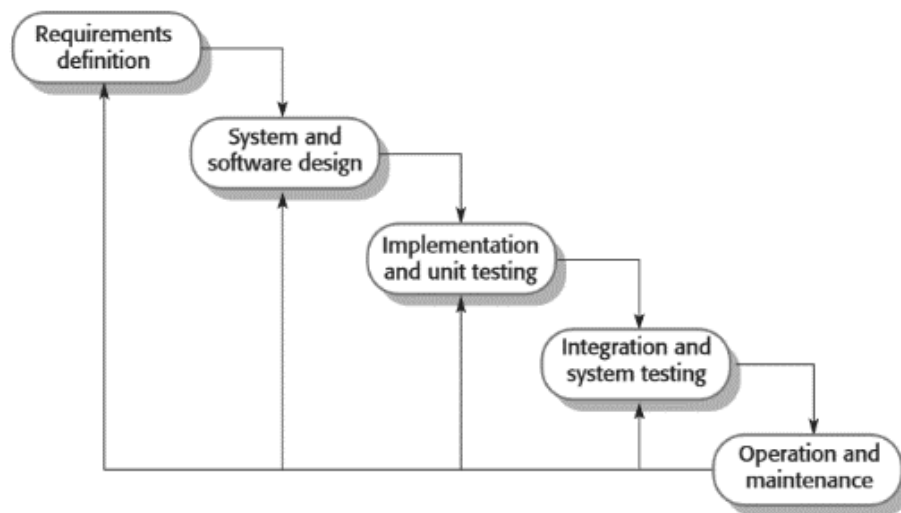 Requirements
definition
System and
software design
Implementation
and unit testing
Integration and
system testing
Operation and
maintenance